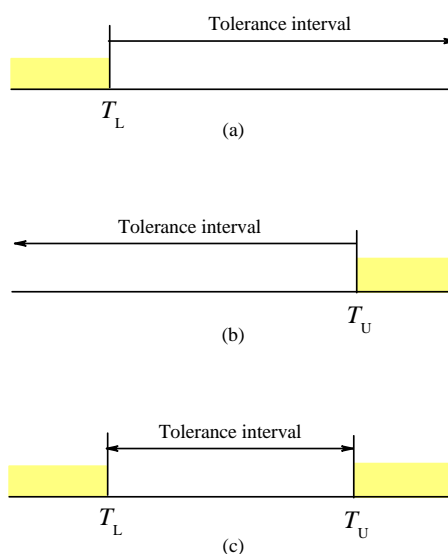 Tolerance interval
T_L
(a)
Tolerance interval
T_U
(b)
Tolerance interval
T_L T_U
(c)